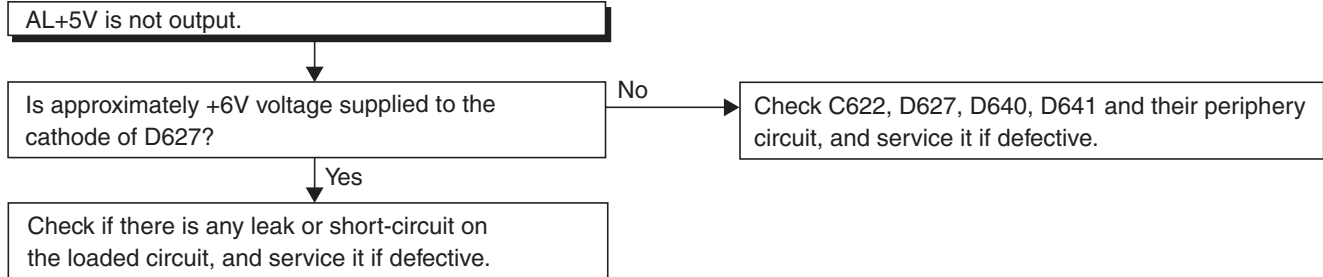 AL+5V is not output.
Is approximately +6V voltage supplied to the
cathode of D627?
No
Check C622, D627, D640, D641 and their periphery
circuit, and service it if defective.
Yes
Check if there is any leak or short-circuit on
the loaded circuit, and service it if defective.